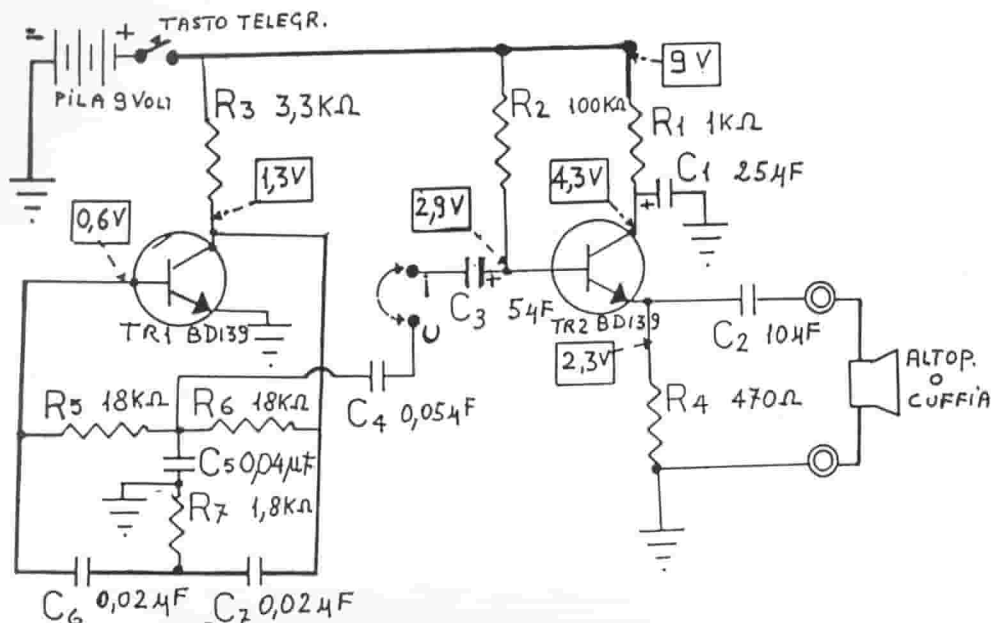 TASTO TELEGR.
- +
PILA 9 VOLT
9 V
R3 3,3KΩ
R2 100KΩ
R1 1KΩ
C1 25µF
+
1,3V
4,3V
0,6V
2,9V
i
+
C3 5µF
U
TR1 BD139
TR2 BD139
C2 10µF
2,3V
ALTOP.
O
CUFFIA
R5 18KΩ
R6 18KΩ
C4 0,05µF
R4 470Ω
C5 0,04µF
R7 1,8KΩ
C6 0,02µF
C7 0,02µF